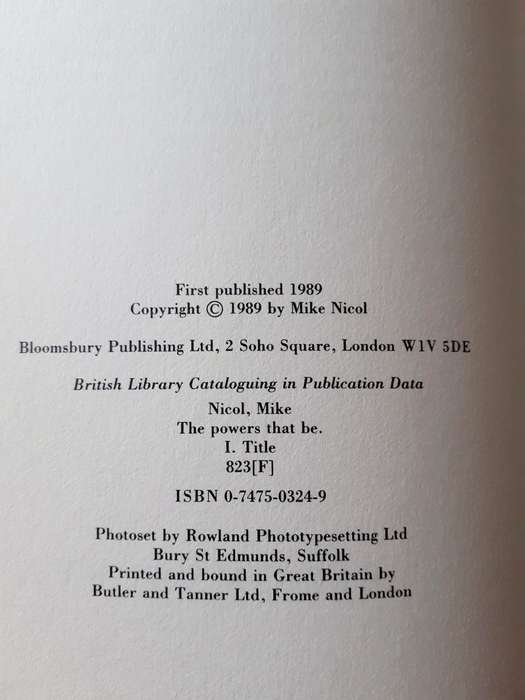 First published 1989
Copyright © 1989 by Mike Nicol
Bloomsbury Publishing Ltd, 2 Soho Square, London W1V 5DE
British Library Cataloguing in Publication Data
Nicol, Mike
The powers that be.
I. Title
823[F]
ISBN 0-7475-0324-9
Photoset by Rowland Phototypesetting Ltd
Bury St Edmunds, Suffolk
Printed and bound in Great Britain by
Butler and Tanner Ltd, Frome and London